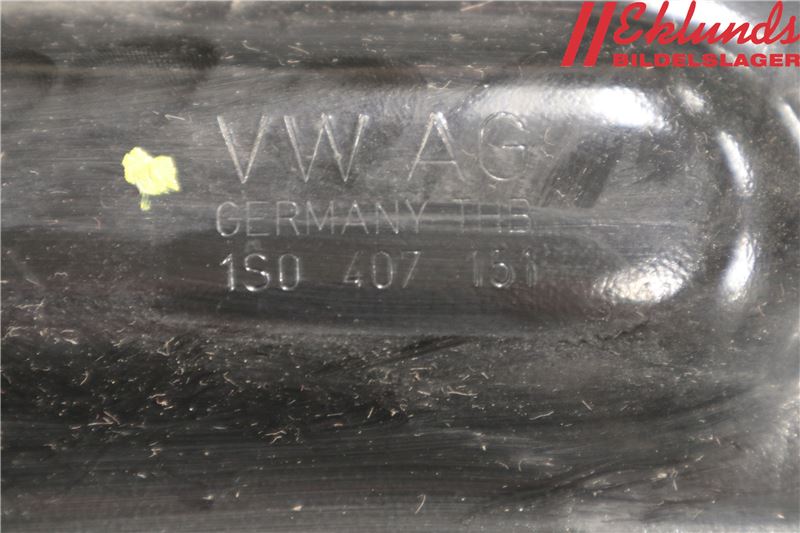 Eklunds
BILDELSLAGER
VW AG
GERMANY THB
1S0 407 151